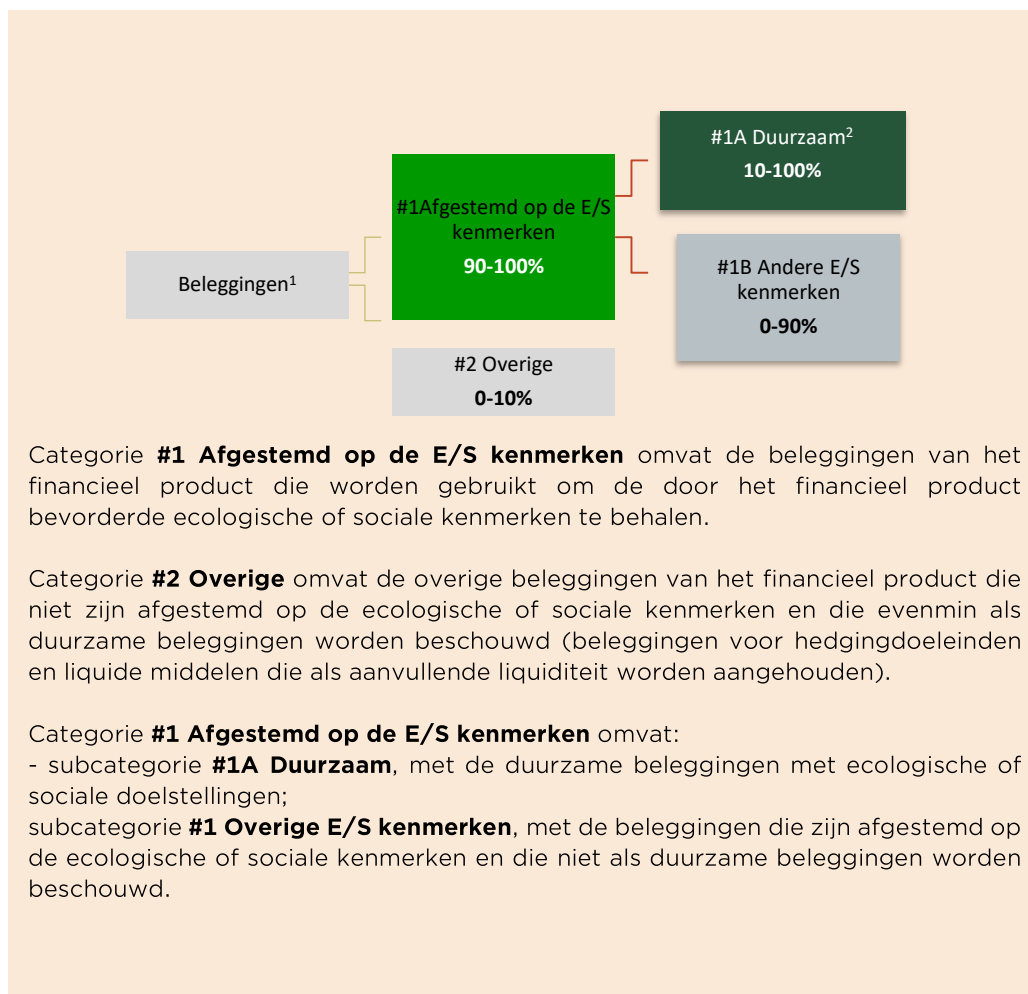 #1A Duurzaam²
10-100%
#1Afgestemd op de E/S
kenmerken
90-100%
#1B Andere E/S
kenmerken
0-90%
Beleggingen¹
#2 Overige
0-10%
Categorie #1 Afgestemd op de E/S kenmerken omvat de beleggingen van het
financieel product die worden gebruikt om de door het financieel product
bevorderde ecologische of sociale kenmerken te behalen.
Categorie #2 Overige omvat de overige beleggingen van het financieel product die
niet zijn afgestemd op de ecologische of sociale kenmerken en die evenmin als
duurzame beleggingen worden beschouwd (beleggingen voor hedgingdoeleinden
en liquide middelen die als aanvullende liquiditeit worden aangehouden).
Categorie #1 Afgestemd op de E/S kenmerken omvat:
- subcategorie #1A Duurzaam, met de duurzame beleggingen met ecologische of
sociale doelstellingen;
subcategorie #1 Overige E/S kenmerken, met de beleggingen die zijn afgestemd op
de ecologische of sociale kenmerken en die niet als duurzame beleggingen worden
beschouwd.